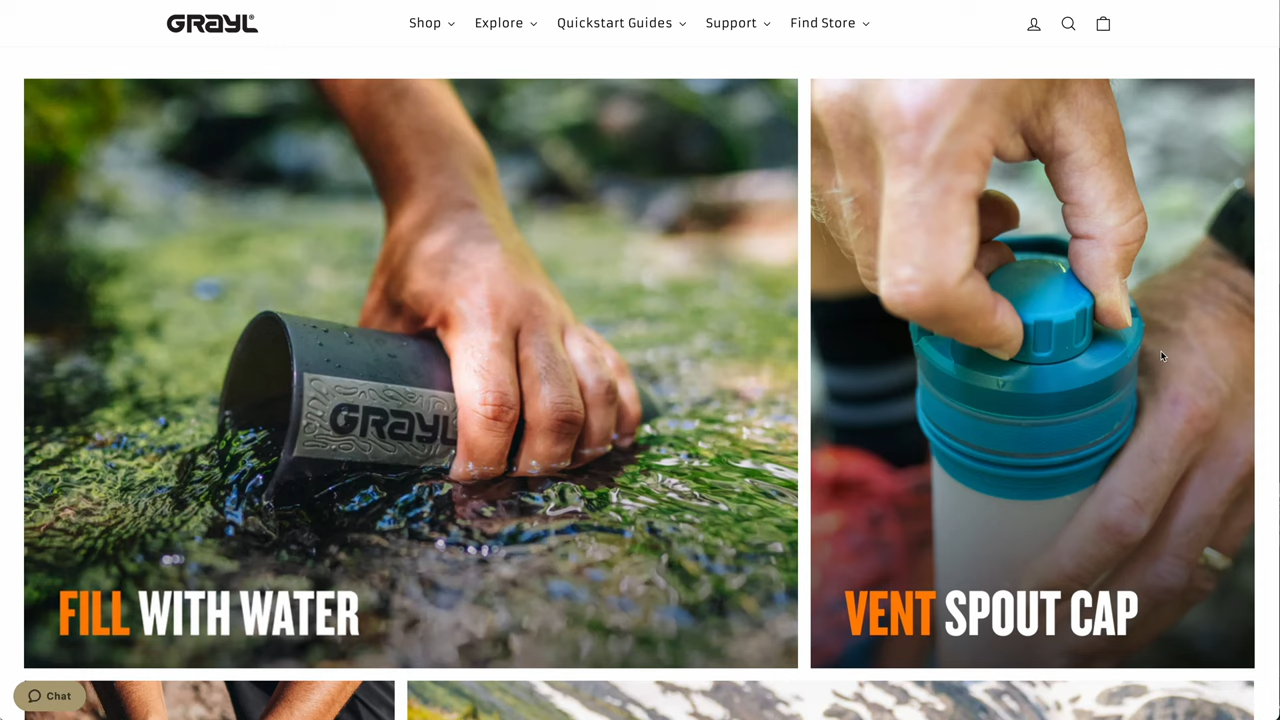 GRAYL®
Shop Explore Quickstart Guides Support Find Store
GRAYL
FILL WITH WATER
VENT SPOUT CAP
Chat